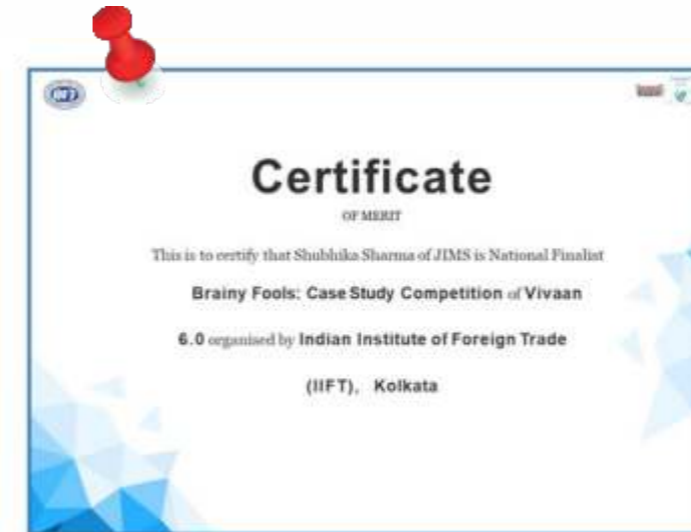 IIFT
Certificate
OF MERIT
This is to certify that Shubhika Sharma of JIMS is National Finalist
Brainy Fools: Case Study Competition of Vivaan
6.0 organised by Indian Institute of Foreign Trade
(IIFT), Kolkata